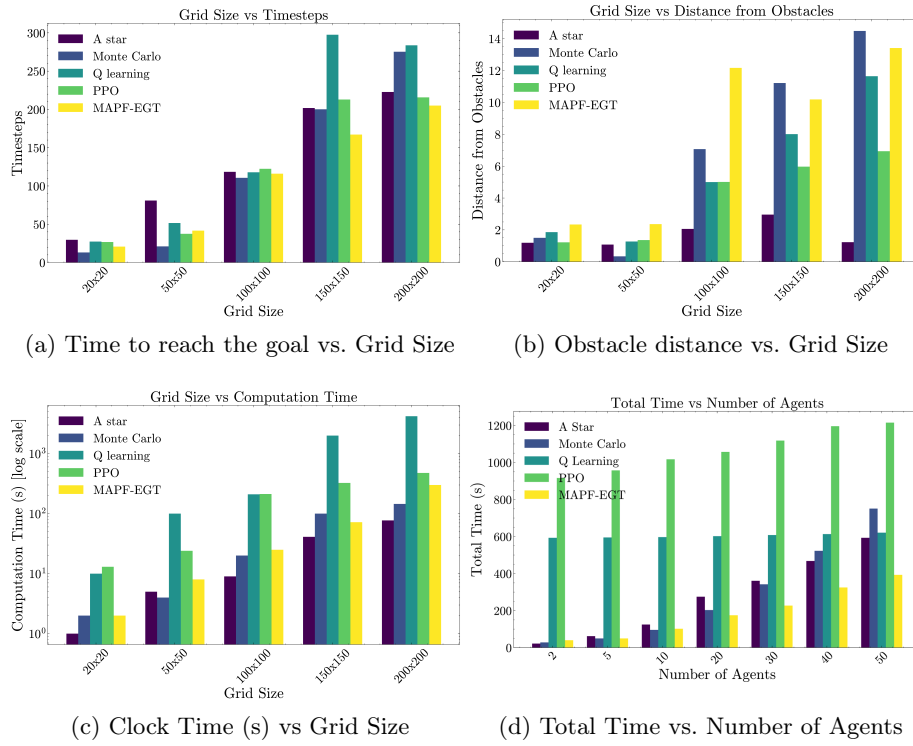 Grid Size vs Timesteps
Timesteps
300
250
200
150
100
50
0
A star
Monte Carlo
Q learning
PPO
MAPF-EGT
20x20
50x50
100x100
150x150
200x200
Grid Size
(a) Time to reach the goal vs. Grid Size
Grid Size vs Distance from Obstacles
Distance from Obstacles
14
12
10
8
6
4
2
0
A star
Monte Carlo
Q learning
PPO
MAPF-EGT
20x20
50x50
100x100
150x150
200x200
Grid Size
(b) Obstacle distance vs. Grid Size
Grid Size vs Computation Time
Computation Time (s) [log scale]
10³
10²
10¹
10⁰
A star
Monte Carlo
Q learning
PPO
MAPF-EGT
20x20
50x50
100x100
150x150
200x200
Grid Size
(c) Clock Time (s) vs Grid Size
Total Time vs Number of Agents
Total Time (s)
1200
1000
800
600
400
200
0
A Star
Monte Carlo
Q Learning
PPO
MAPF-EGT
2
5
10
20
30
40
50
Number of Agents
(d) Total Time vs. Number of Agents